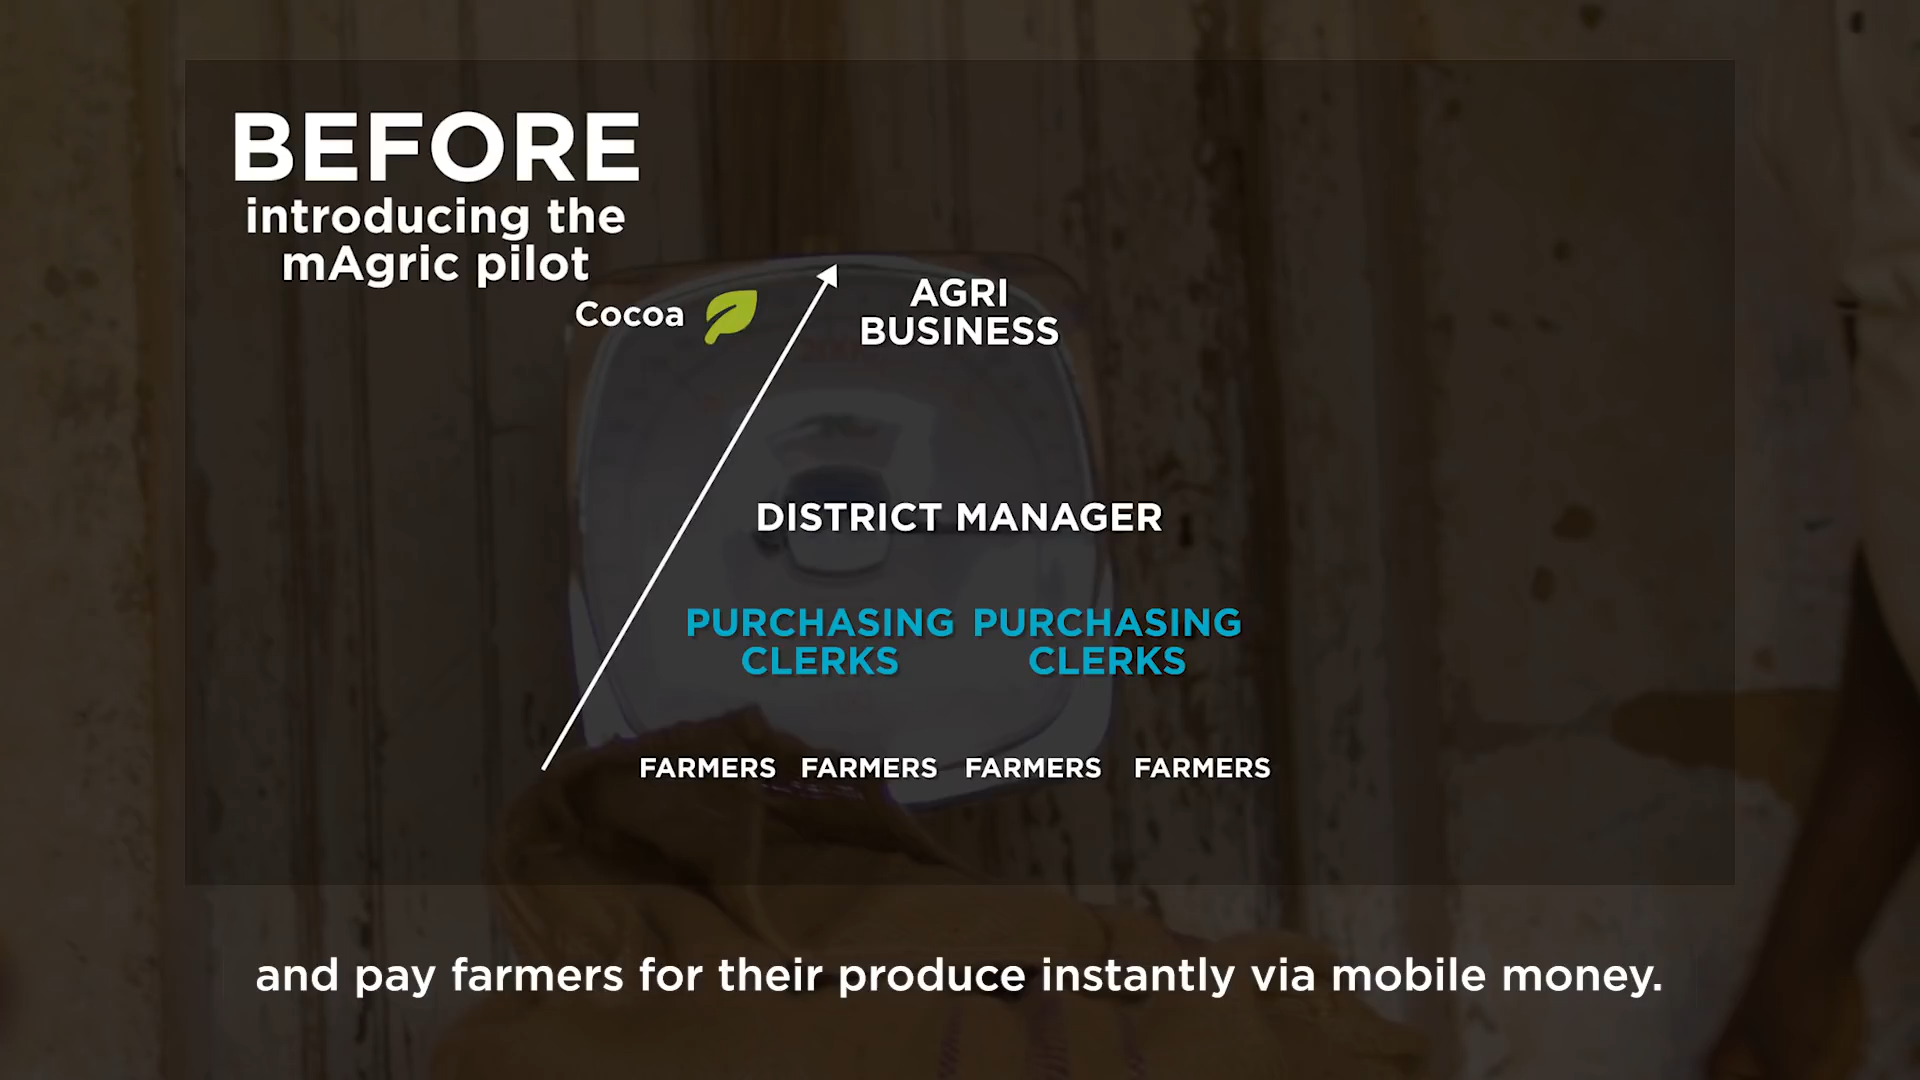 BEFORE
introducing the
mAgric pilot
Cocoa
AGRI
BUSINESS
DISTRICT MANAGER
PURCHASING PURCHASING
CLERKS CLERKS
FARMERS FARMERS FARMERS FARMERS
and pay farmers for their produce instantly via mobile money.